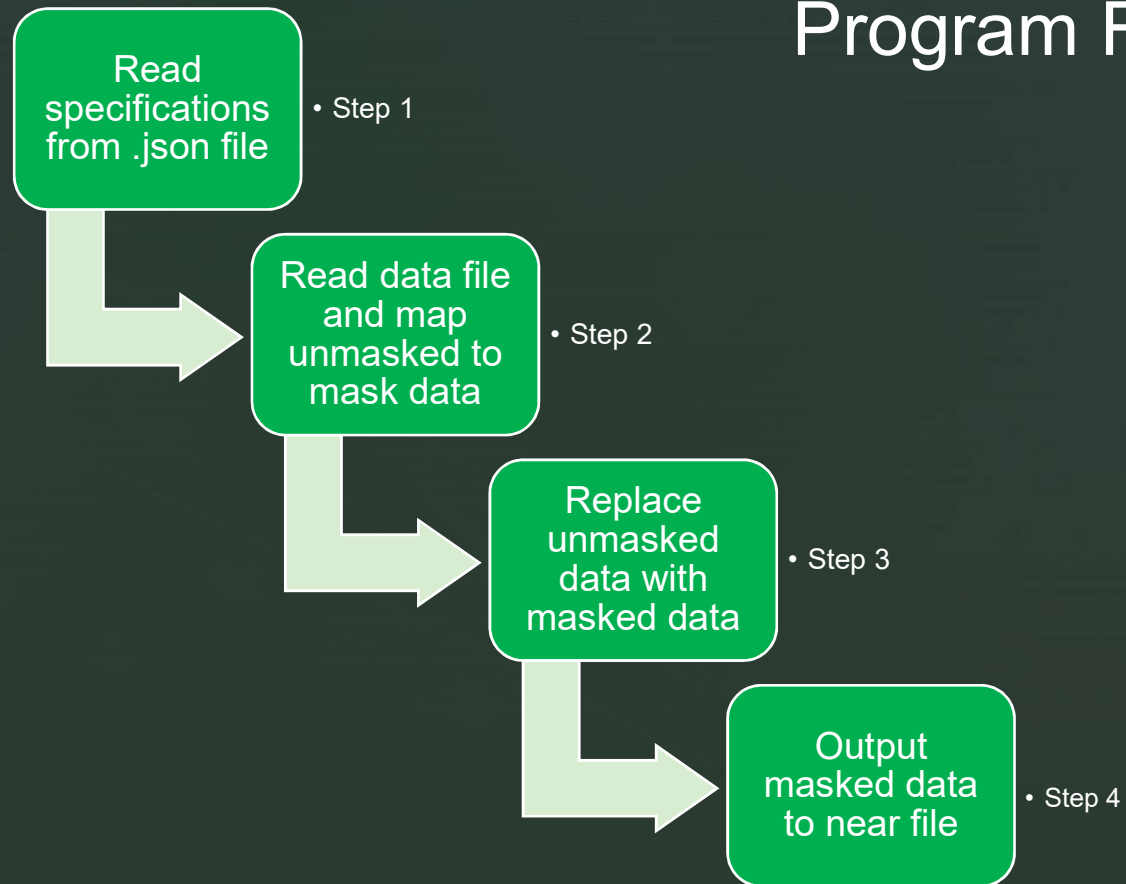 Program F
Read
specifications
from .json file
• Step 1
Read data file
and map
unmasked to
mask data
• Step 2
Replace
unmasked
data with
masked data
• Step 3
Output
masked data
to near file
• Step 4